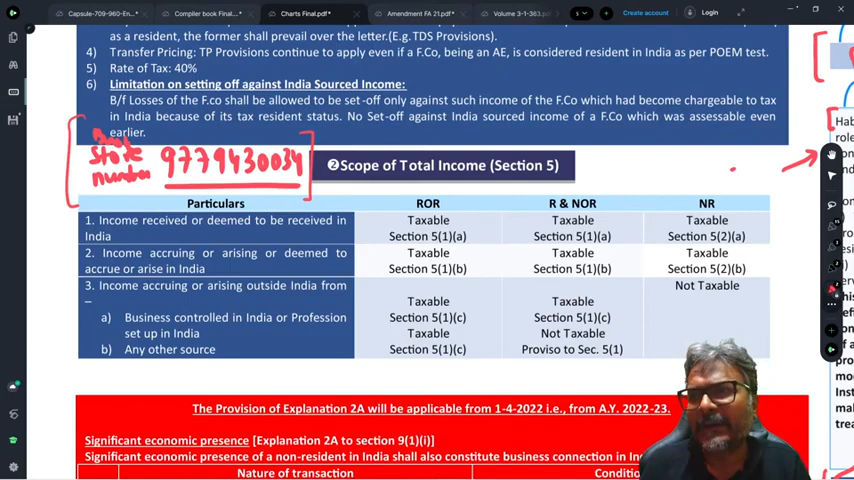 Capsule-709-960-En...
Compiler book Final...
Charts Final.pdf*
Amendment FA 21.pdf*
Volume 3-1-363.pdf*
5
Create account
Login
as a resident, the former shall prevail over the letter.(E.g. TDS Provisions).
4) Transfer Pricing: TP Provisions continue to apply even if a F.Co, being an AE, is considered resident in India as per POEM test.
5) Rate of Tax: 40%
6) Limitation on setting off against India Sourced Income:
B/f Losses of the F.co shall be allowed to be set-off only against such income of the F.Co which had become chargeable to tax
in India because of its tax resident status. No Set-off against India sourced income of a F.Co which was assessable even
earlier.
Book
store
number
9779430034
❷Scope of Total Income (Section 5)
Particulars ROR R & NOR NR
1. Income received or deemed to be received in Taxable Taxable Taxable
India Section 5(1)(a) Section 5(1)(a) Section 5(2)(a)
2. Income accruing or arising or deemed to Taxable Taxable Taxable
accrue or arise in India Section 5(1)(b) Section 5(1)(b) Section 5(2)(b)
3. Income accruing or arising outside India from Not Taxable
– Taxable Taxable
a) Business controlled in India or Profession Section 5(1)(c) Section 5(1)(c)
set up in India Taxable Not Taxable
b) Any other source Section 5(1)(c) Proviso to Sec. 5(1)
The Provision of Explanation 2A will be applicable from 1-4-2022 i.e., from A.Y. 2022-23.
Significant economic presence [Explanation 2A to section 9(1)(i)]
Significant economic presence of a non-resident in India shall also constitute business connection in
Nature of transaction
Hab
role